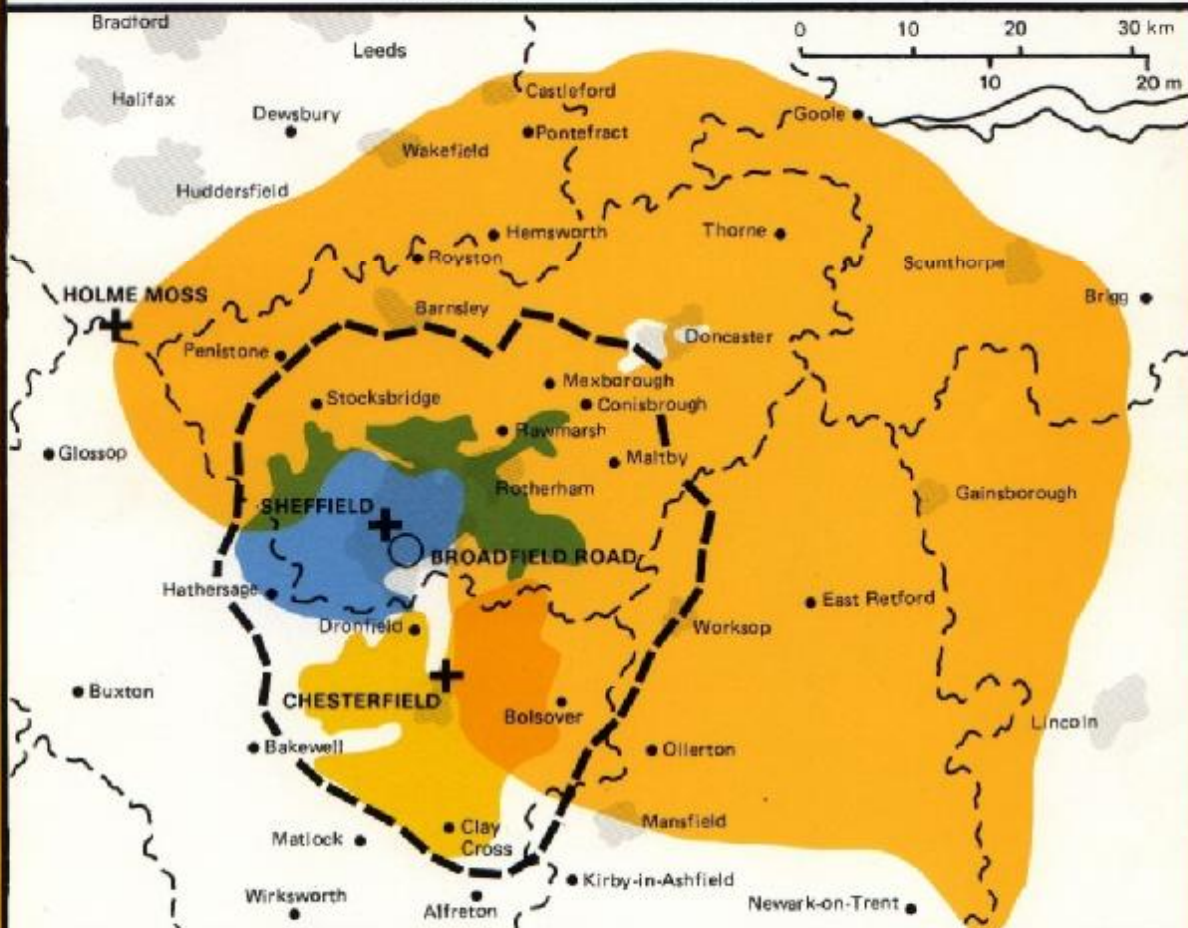 Bradford
Leeds
0 10 20 30 km
10 20 m
Halifax
Castleford
Dewsbury
Goole
Pontefract
Wakefield
Huddersfield
Hemsworth
Thorne
Royston
Scunthorpe
HOLME MOSS
Brigg
Barnsley
Doncaster
Penistone
Mexborough
Stocksbridge
Conisbrough
Rawmarsh
Glossop
Maltby
Rotherham
Gainsborough
SHEFFIELD
BROADFIELD ROAD
Hathersage
East Retford
Dronfield
Worksop
Buxton
CHESTERFIELD
Bolsover
Lincoln
Bakewell
Ollerton
Mansfield
Clay
Cross
Matlock
Kirby-in-Ashfield
Wirksworth
Alfreton
Newark-on-Trent